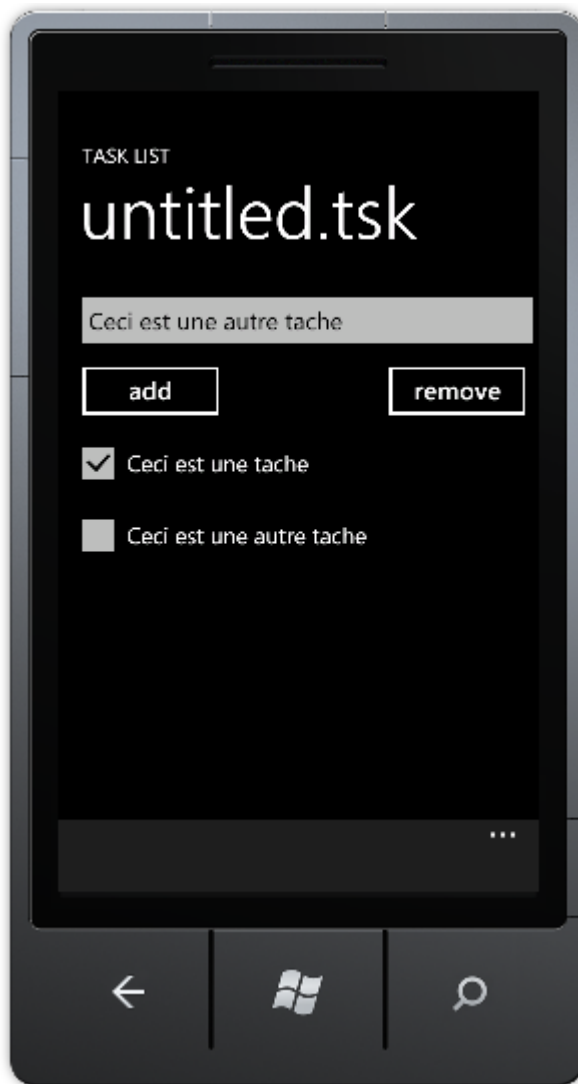 TASK LIST
untitled.tsk
Ceci est une autre tache
add remove
Ceci est une tache
Ceci est une autre tache